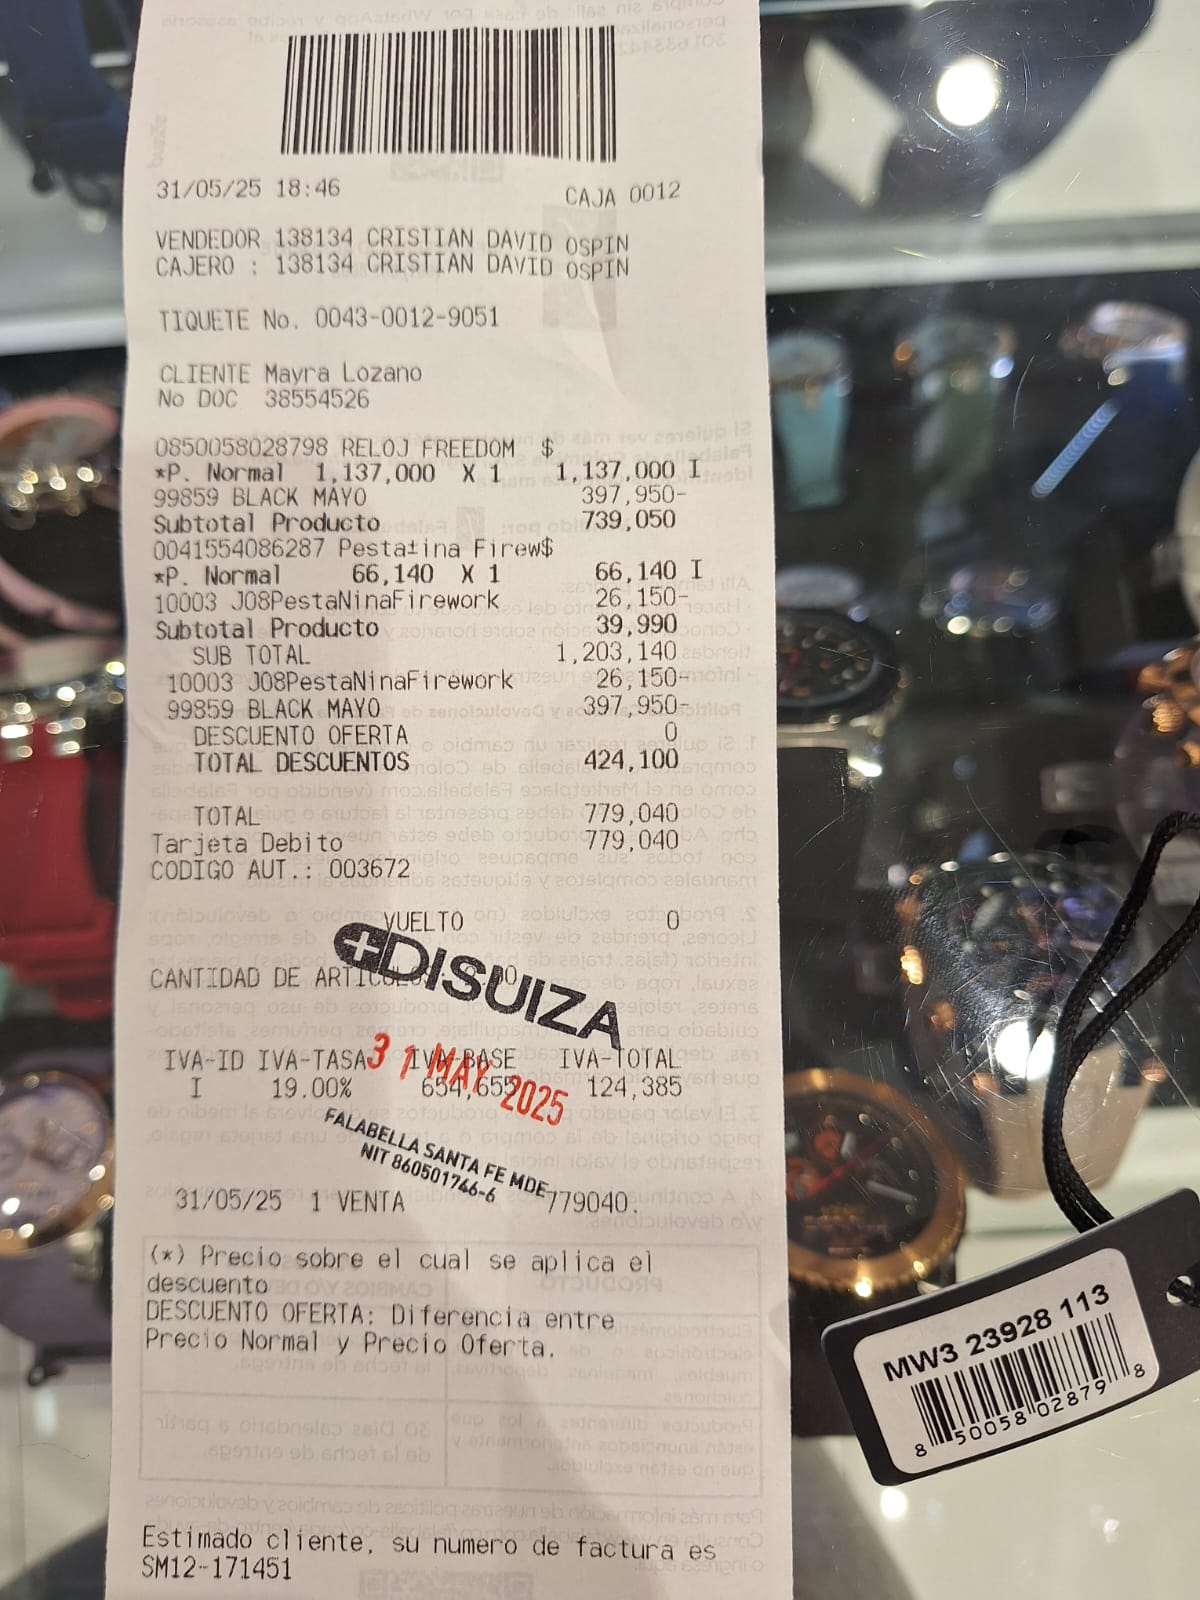 31/05/25 18:46 CAJA 0012
VENDEDOR 138134 CRISTIAN DAVID OSPIN
CAJERO : 138134 CRISTIAN DAVID OSPIN
TIQUETE No. 0043-0012-9051
CLIENTE Mayra Lozano
No DOC 38554526
0850058028798 RELOJ FREEDOM $
*P. Normal 1,137,000 X 1 1,137,000 I
99859 BLACK MAYO 397,950-
Subtotal Producto 739,050
0041554086287 Pesta±ina Firew$
*P. Normal 66,140 X 1 66,140 I
10003 J08PestaNinaFirework 26,150-
Subtotal Producto 39,990
SUB TOTAL 1,203,140
10003 J08PestaNinaFirework 26,150-
99859 BLACK MAYO 397,950-
DESCUENTO OFERTA 0
TOTAL DESCUENTOS 424,100
TOTAL 779,040
Tarjeta Debito 779,040
CODIGO AUT.: 003672
VUELTO 0
CANTIDAD DE
DISUIZA
IVA-ID IVA-TASA IVA-BASE IVA-TOTAL
I 19.00% 654,655 124,385
31 MAY 2025
FALABELLA SANTA FE MDE
NIT 860501746-6
31/05/25 1 VENTA 779040.
(*) Precio sobre el cual se aplica el
descuento
DESCUENTO OFERTA: Diferencia entre
Precio Normal y Precio Oferta.
Estimado cliente, su numero de factura es
SM12-171451
MW3 23928 113
8 50058 02879 8